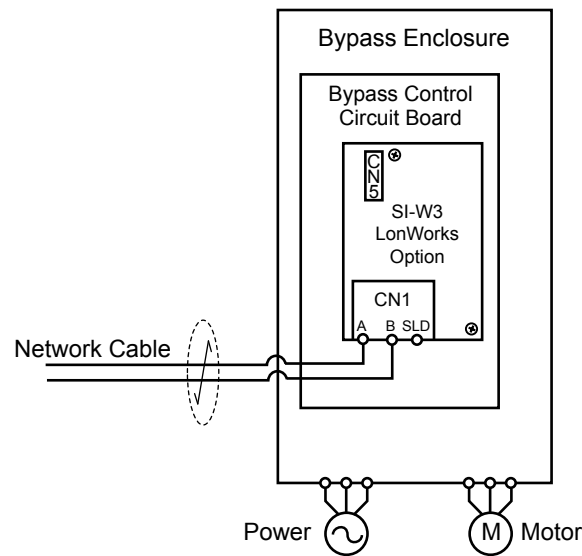 Bypass Enclosure
Bypass Control
Circuit Board
CN5
SI-W3
LonWorks
Option
CN1
A B SLD
Network Cable
Power
M
Motor